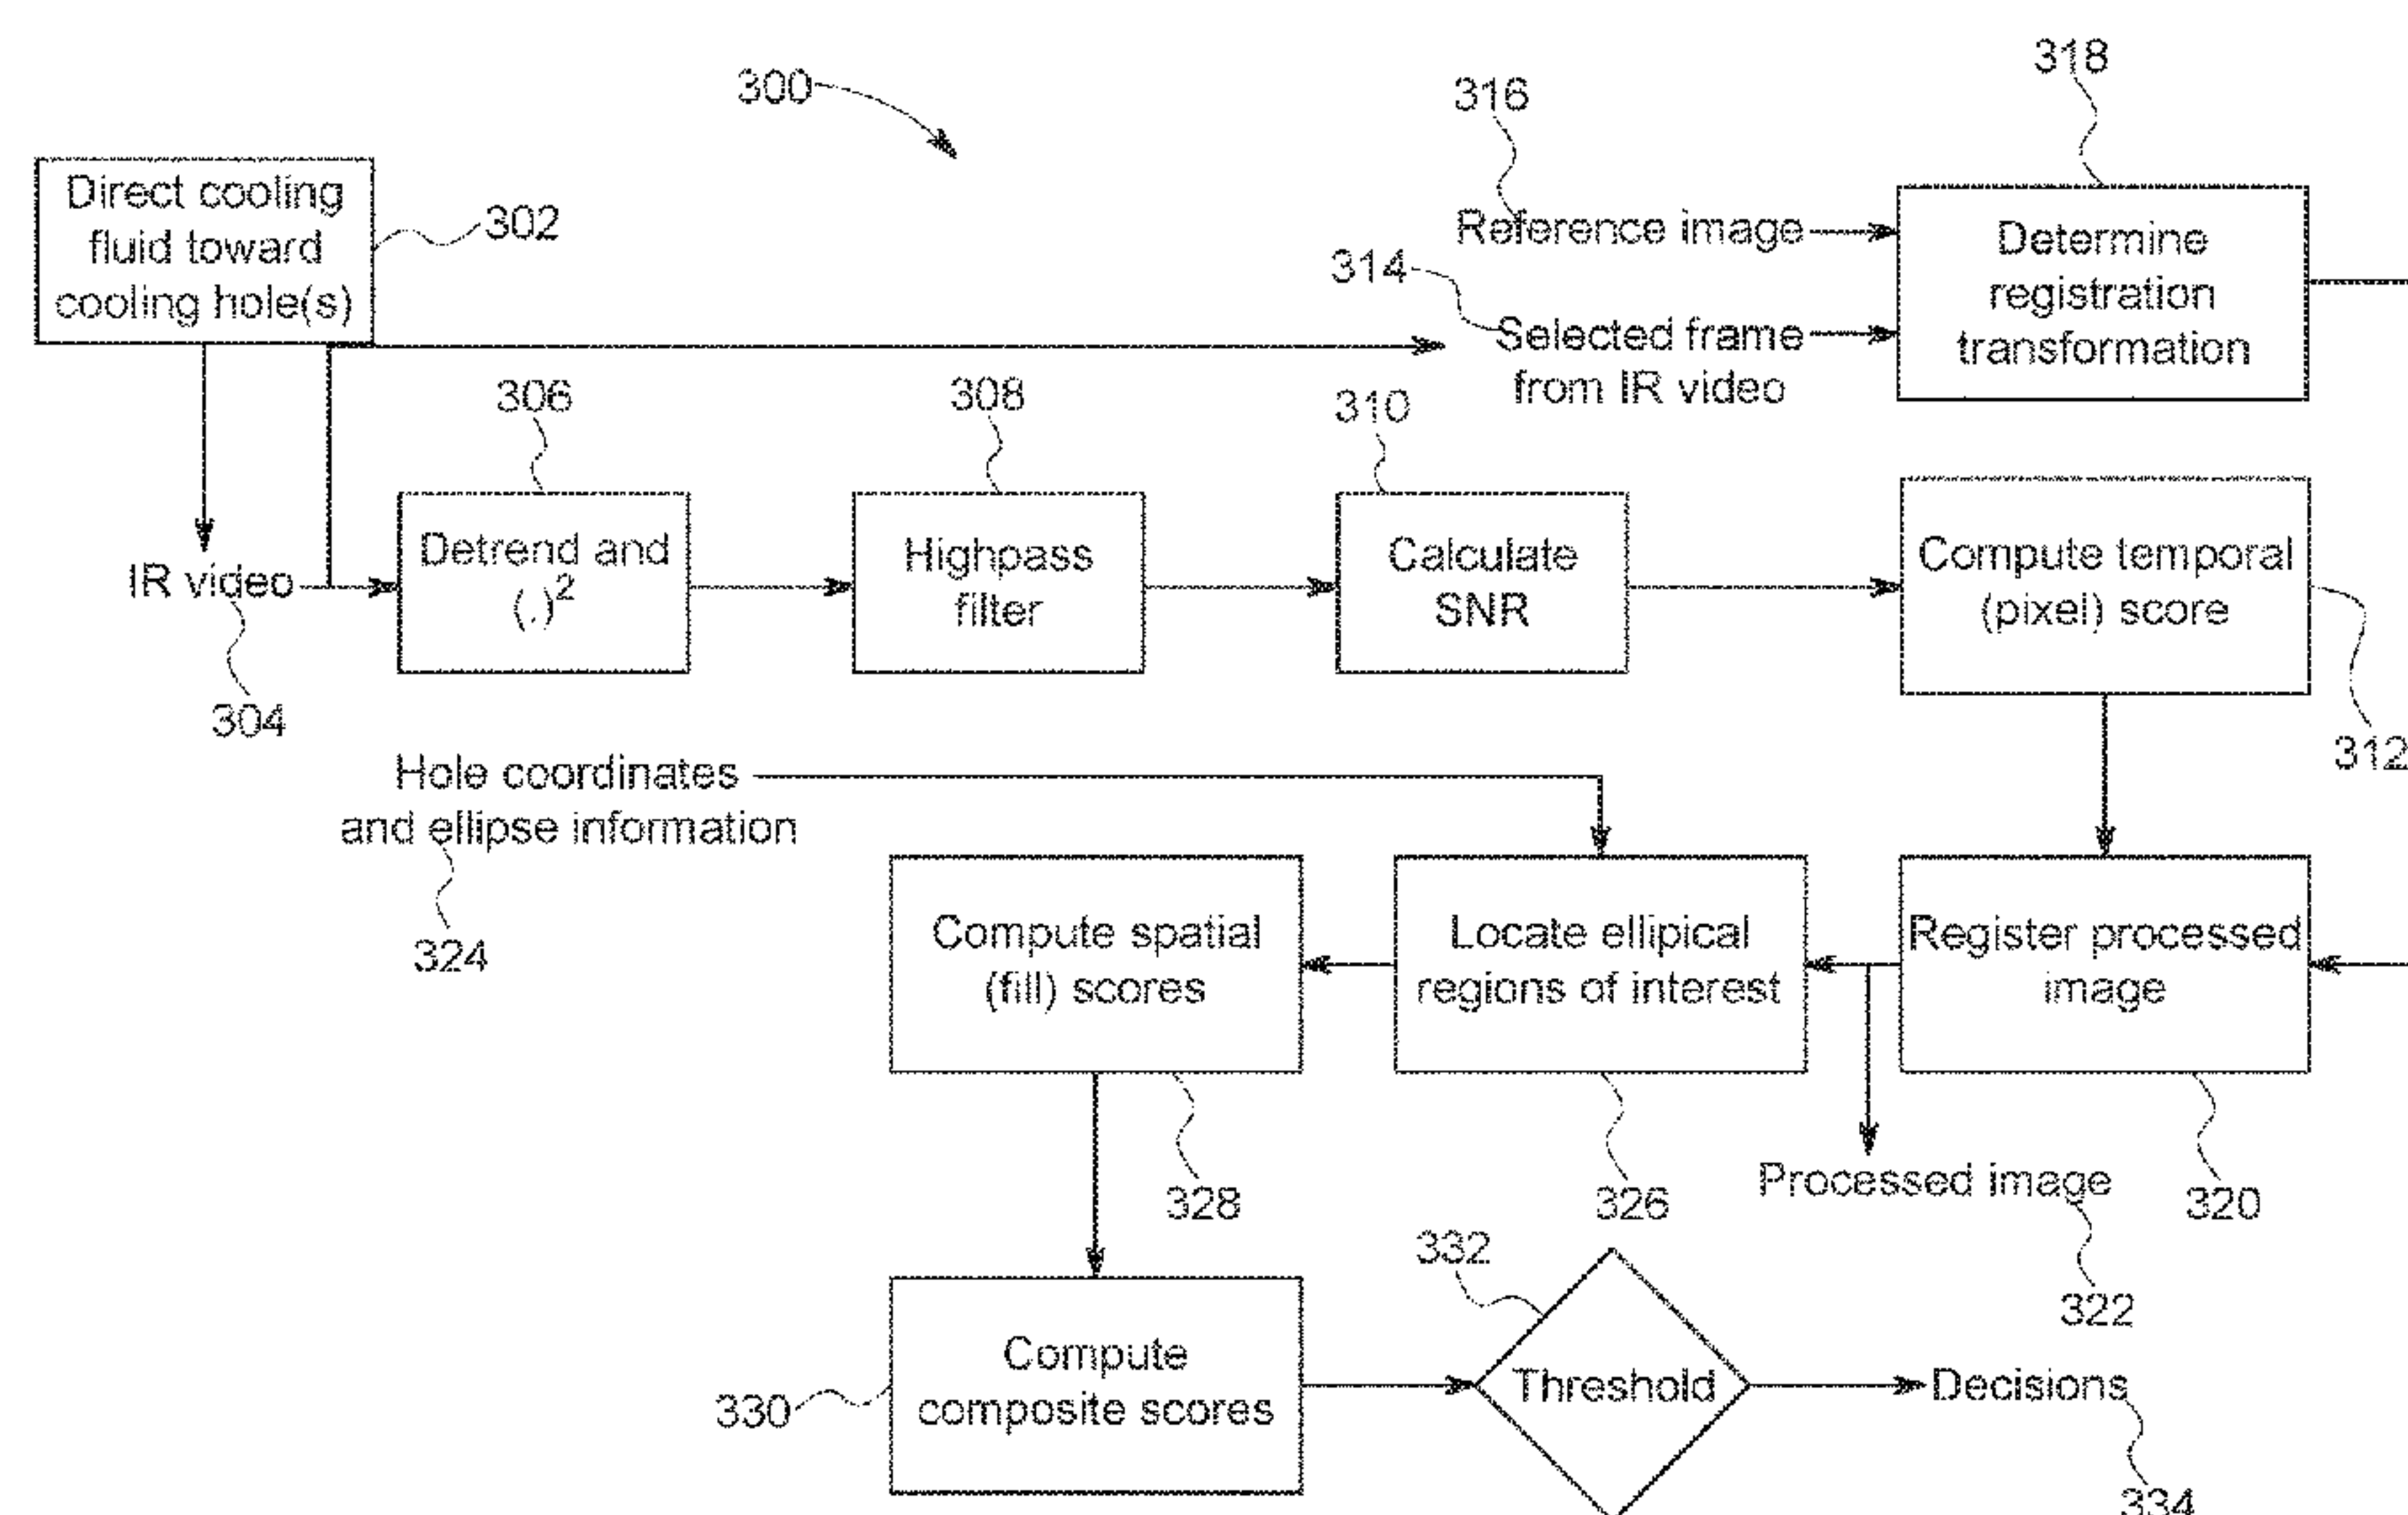 300
316
318
Direct cooling
fluid toward
cooling hole(s)
302
Reference image
314
Selected frame
from IR video
Determine
registration
transformation
306
308
310
IR video
304
Detrend and
(.)²
Highpass
filter
Calculate
SNR
Compute temporal
(pixel) score
312
Hole coordinates
and ellipse information
324
Compute spatial
(fill) scores
Locate ellipical
regions of interest
Register processed
image
328
326
Processed image
320
322
332
330
Compute
composite scores
Threshold
Decisions
334